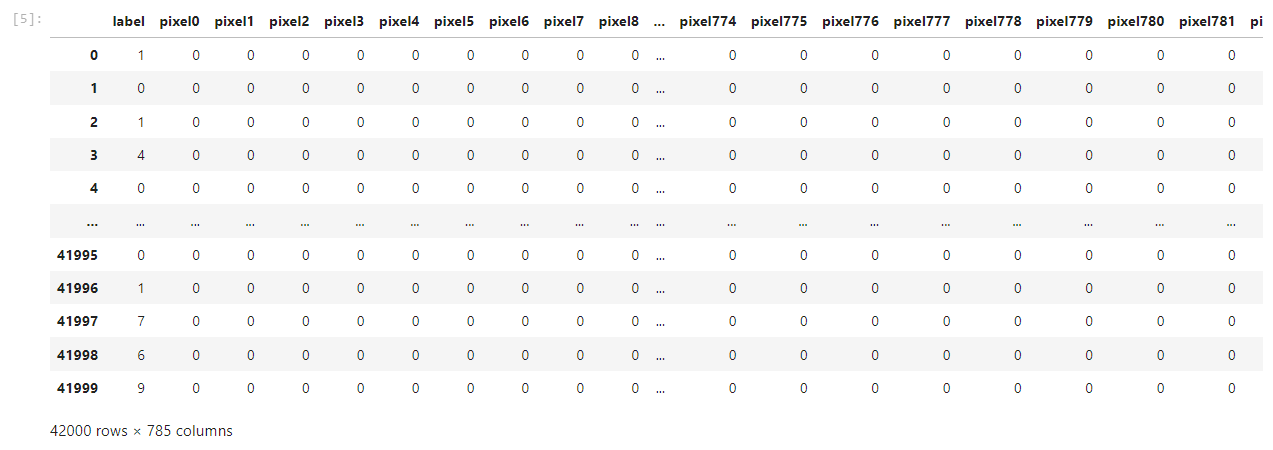 [5]:
label pixel0 pixel1 pixel2 pixel3 pixel4 pixel5 pixel6 pixel7 pixel8 ... pixel774 pixel775 pixel776 pixel777 pixel778 pixel779 pixel780 pixel781 pi
0 1 0 0 0 0 0 0 0 0 0 ... 0 0 0 0 0 0 0 0
1 0 0 0 0 0 0 0 0 0 0 ... 0 0 0 0 0 0 0 0
2 1 0 0 0 0 0 0 0 0 0 ... 0 0 0 0 0 0 0 0
3 4 0 0 0 0 0 0 0 0 0 ... 0 0 0 0 0 0 0 0
4 0 0 0 0 0 0 0 0 0 0 ... 0 0 0 0 0 0 0 0
... ... ... ... ... ... ... ... ... ... ... ... ... ... ... ... ... ... ... ...
41995 0 0 0 0 0 0 0 0 0 0 ... 0 0 0 0 0 0 0 0
41996 1 0 0 0 0 0 0 0 0 0 ... 0 0 0 0 0 0 0 0
41997 7 0 0 0 0 0 0 0 0 0 ... 0 0 0 0 0 0 0 0
41998 6 0 0 0 0 0 0 0 0 0 ... 0 0 0 0 0 0 0 0
41999 9 0 0 0 0 0 0 0 0 0 ... 0 0 0 0 0 0 0 0
42000 rows × 785 columns